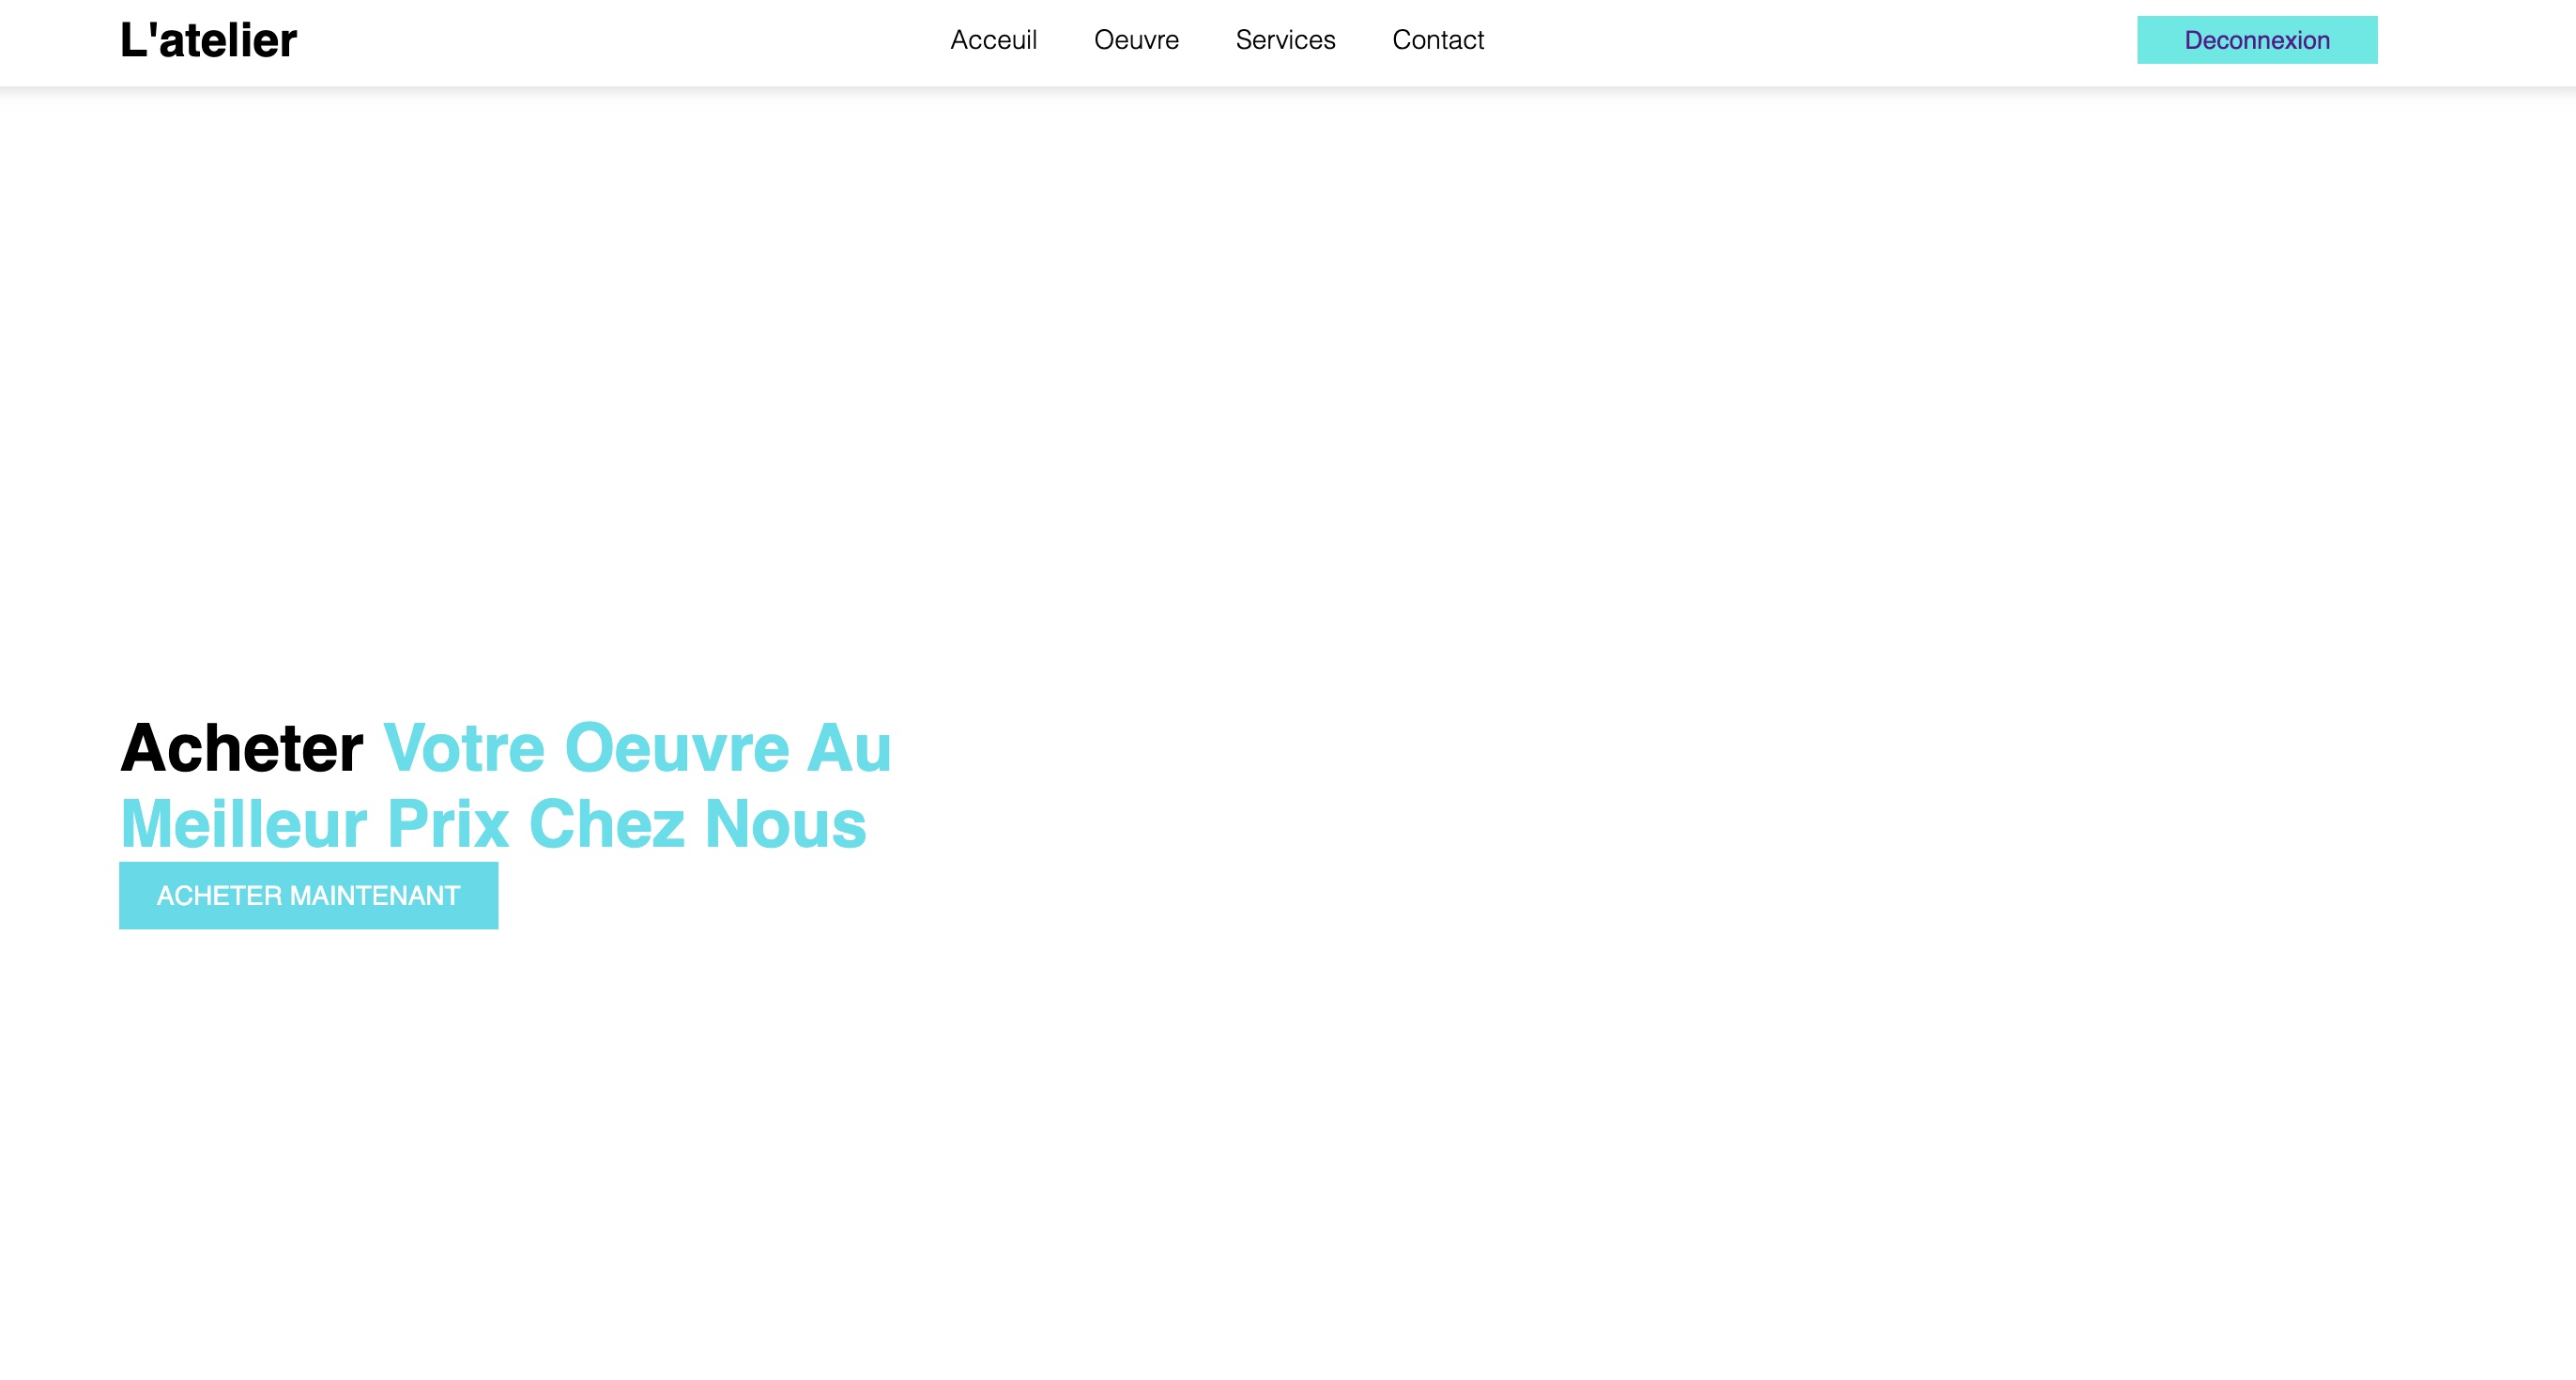 L'atelier
Acceuil Oeuvre Services Contact
Deconnexion
Acheter Votre Oeuvre Au
Meilleur Prix Chez Nous
ACHETER MAINTENANT